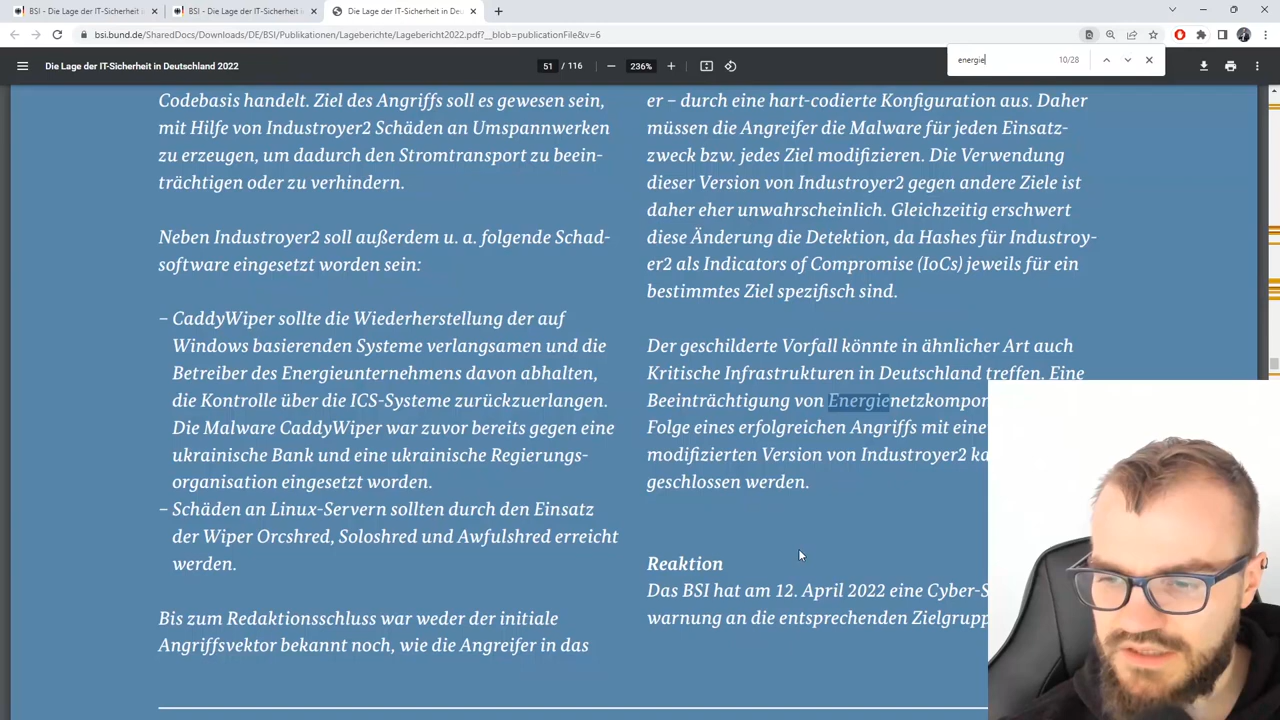 BSI - Die Lage der IT-Sicherheit in
BSI - Die Lage der IT-Sicherheit in
Die Lage der IT-Sicherheit in Deu
bsi.bund.de/SharedDocs/Downloads/DE/BSI/Publikationen/Lageberichte/Lagebericht2022.pdf?__blob=publicationFile&v=6
energie
10/28
Die Lage der IT-Sicherheit in Deutschland 2022
51 / 116
236%
Codebasis handelt. Ziel des Angriffs soll es gewesen sein,
mit Hilfe von Industroyer2 Schäden an Umspannwerken
zu erzeugen, um dadurch den Stromtransport zu beein-
trächtigen oder zu verhindern.
Neben Industroyer2 soll außerdem u. a. folgende Schad-
software eingesetzt worden sein:
– CaddyWiper sollte die Wiederherstellung der auf
Windows basierenden Systeme verlangsamen und die
Betreiber des Energieunternehmens davon abhalten,
die Kontrolle über die ICS-Systeme zurückzuerlangen.
Die Malware CaddyWiper war zuvor bereits gegen eine
ukrainische Bank und eine ukrainische Regierungs-
organisation eingesetzt worden.
– Schäden an Linux-Servern sollten durch den Einsatz
der Wiper Orcshred, Soloshred und Awfulshred erreicht
werden.
Bis zum Redaktionsschluss war weder der initiale
Angriffsvektor bekannt noch, wie die Angreifer in das
er – durch eine hart-codierte Konfiguration aus. Daher
müssen die Angreifer die Malware für jeden Einsatz-
zweck bzw. jedes Ziel modifizieren. Die Verwendung
dieser Version von Industroyer2 gegen andere Ziele ist
daher eher unwahrscheinlich. Gleichzeitig erschwert
diese Änderung die Detektion, da Hashes für Industroy-
er2 als Indicators of Compromise (IoCs) jeweils für ein
bestimmtes Ziel spezifisch sind.
Der geschilderte Vorfall könnte in ähnlicher Art auch
Kritische Infrastrukturen in Deutschland treffen. Eine
Beeinträchtigung von Energienetzkompon
Folge eines erfolgreichen Angriffs mit eine
modifizierten Version von Industroyer2 ka
geschlossen werden.
Reaktion
Das BSI hat am 12. April 2022 eine Cyber-S
warnung an die entsprechenden Zielgrupp